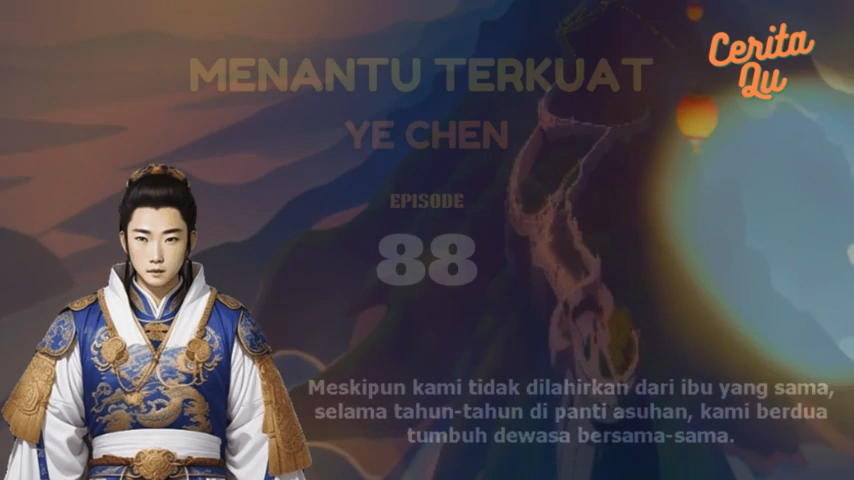 Cerita
Qu
MENANTU TERKUAT
YE CHEN
EPISODE
88
Meskipun kami tidak dilahirkan dari ibu yang sama,
selama tahun-tahun di panti asuhan, kami berdua
tumbuh dewasa bersama-sama.